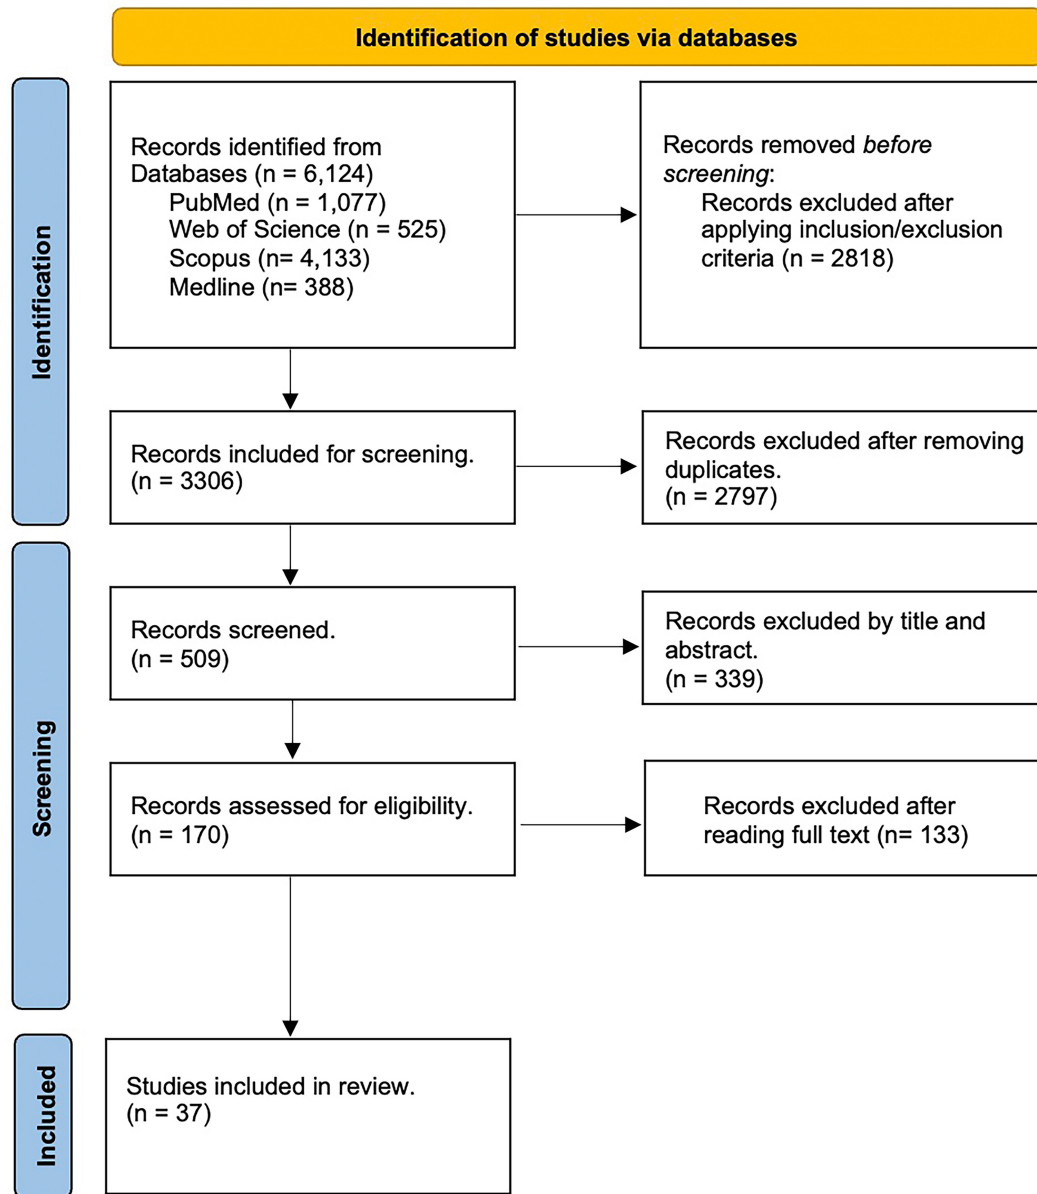 Identification of studies via databases
Identification
Records identified from
Databases (n = 6,124)
PubMed (n = 1,077)
Web of Science (n = 525)
Scopus (n= 4,133)
Medline (n= 388)
Records removed before
screening:
Records excluded after
applying inclusion/exclusion
criteria (n = 2818)
Records included for screening.
(n = 3306)
Records excluded after removing
duplicates.
(n = 2797)
Screening
Records screened.
(n = 509)
Records excluded by title and
abstract.
(n = 339)
Records assessed for eligibility.
(n = 170)
Records excluded after
reading full text (n= 133)
Included
Studies included in review.
(n = 37)